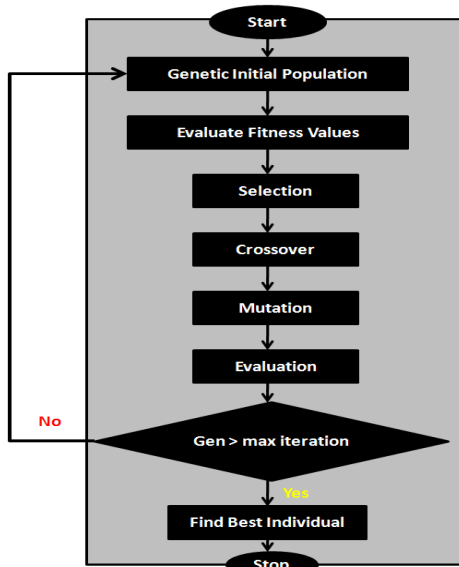 Start
Genetic Initial Population
Evaluate Fitness Values
Selection
Crossover
Mutation
Evaluation
No
Gen > max iteration
Yes
Find Best Individual
Stop